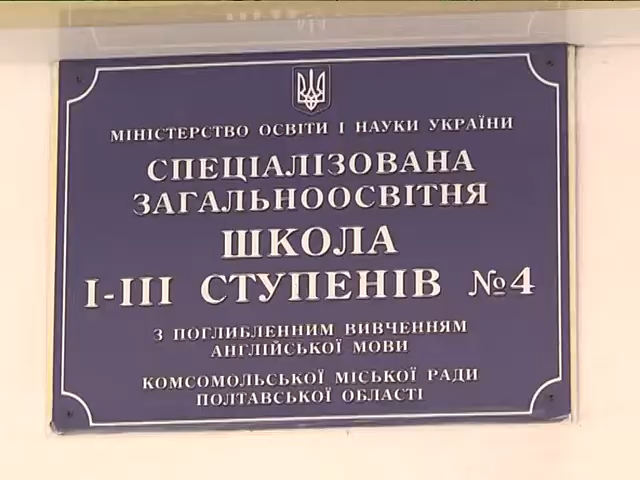 МІНІСТЕРСТВО ОСВІТИ І НАУКИ УКРАЇНИ
СПЕЦІАЛІЗОВАНА
ЗАГАЛЬНООСВІТНЯ
ШКОЛА
І-ІІІ СТУПЕНІВ №4
З ПОГЛИБЛЕННИМ ВИВЧЕННЯМ
АНГЛІЙСЬКОЇ МОВИ
КОМСОМОЛЬСЬКОЇ МІСЬКОЇ РАДИ
ПОЛТАВСЬКОЇ ОБЛАСТІ